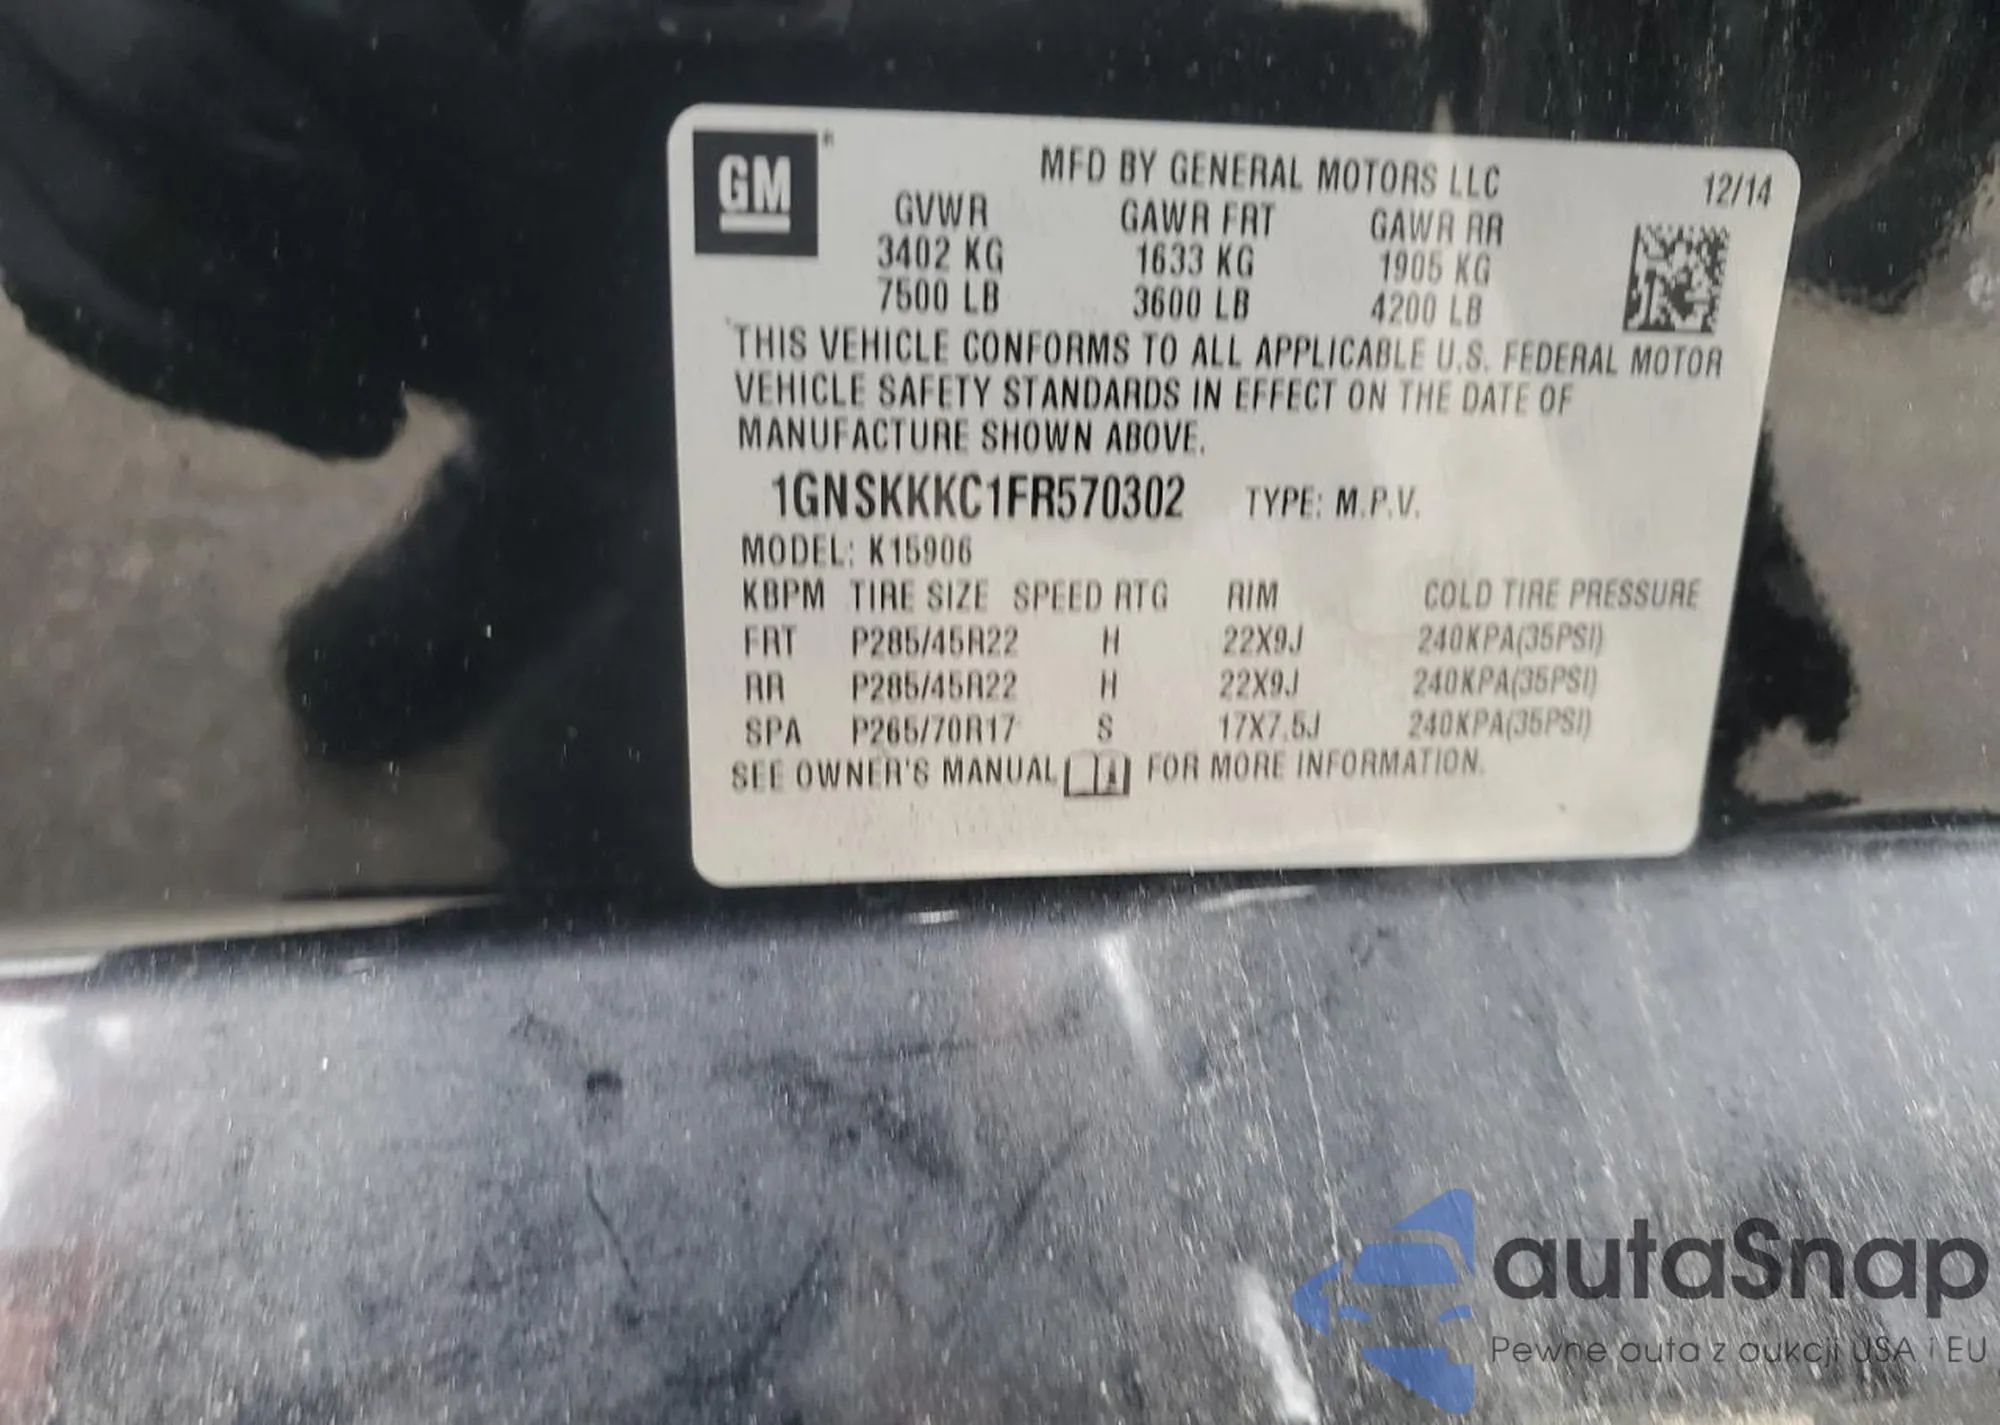 GM
MFD BY GENERAL MOTORS LLC
12/14
GVWR GAWR FRT GAWR RR
3402 KG 1633 KG 1905 KG
7500 LB 3600 LB 4200 LB
THIS VEHICLE CONFORMS TO ALL APPLICABLE U.S. FEDERAL MOTOR
VEHICLE SAFETY STANDARDS IN EFFECT ON THE DATE OF
MANUFACTURE SHOWN ABOVE.
1GNSKKKC1FR570302 TYPE: M.P.V.
MODEL: K15906
KBPM TIRE SIZE SPEED RTG RIM COLD TIRE PRESSURE
FRT P285/45R22 H 22X9J 240KPA(35PSI)
RR P285/45R22 H 22X9J 240KPA(35PSI)
SPA P265/70R17 S 17X7.5J 240KPA(35PSI)
SEE OWNER'S MANUAL FOR MORE INFORMATION.
autaSnap
Pewne auta z aukcji USA i EU